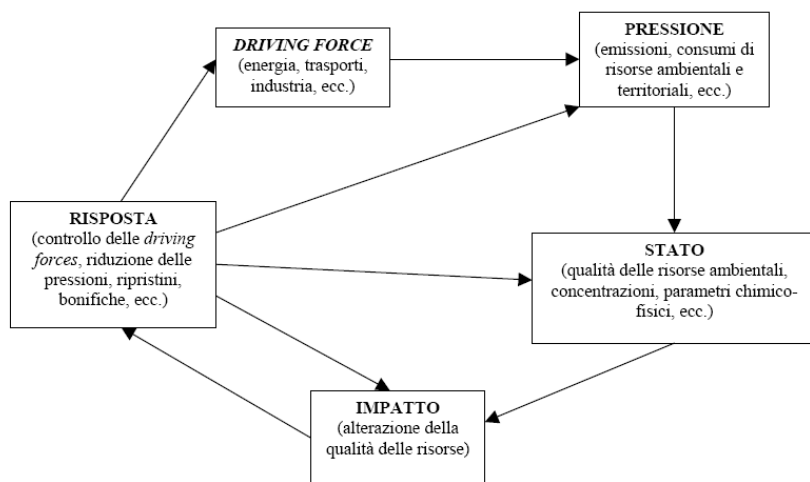 DRIVING FORCE
(energia, trasporti,
industria, ecc.)
PRESSIONE
(emissioni, consumi di
risorse ambientali e
territoriali, ecc.)
RISPOSTA
(controllo delle driving
forces, riduzione delle
pressioni, ripristini,
bonifiche, ecc.)
STATO
(qualità delle risorse ambientali,
concentrazioni, parametri chimico-
fisici, ecc.)
IMPATTO
(alterazione della
qualità delle risorse)